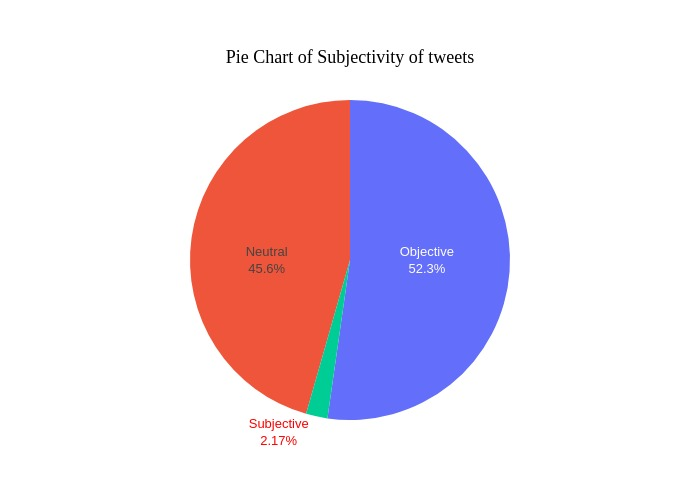 Pie Chart of Subjectivity of tweets
Neutral
45.6%
Objective
52.3%
Subjective
2.17%